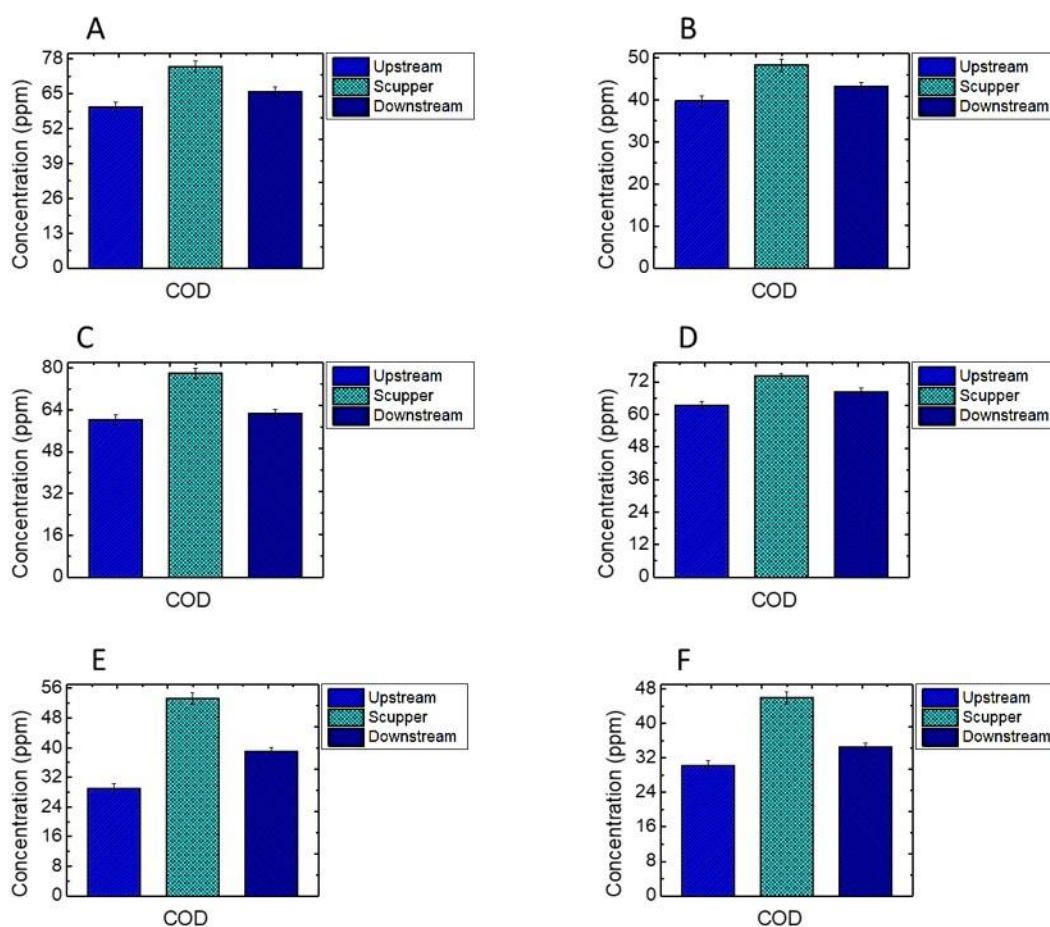 A
Concentration (ppm)
78
65
52
39
26
13
0
COD
Upstream
Scupper
Downstream
B
Concentration (ppm)
50
40
30
20
10
0
COD
Upstream
Scupper
Downstream
C
Concentration (ppm)
80
64
48
32
16
0
COD
Upstream
Scupper
Downstream
D
Concentration (ppm)
72
60
48
36
24
12
0
COD
Upstream
Scupper
Downstream
E
Concentration (ppm)
56
48
40
32
24
16
8
0
COD
Upstream
Scupper
Downstream
F
Concentration (ppm)
48
40
32
24
16
8
0
COD
Upstream
Scupper
Downstream